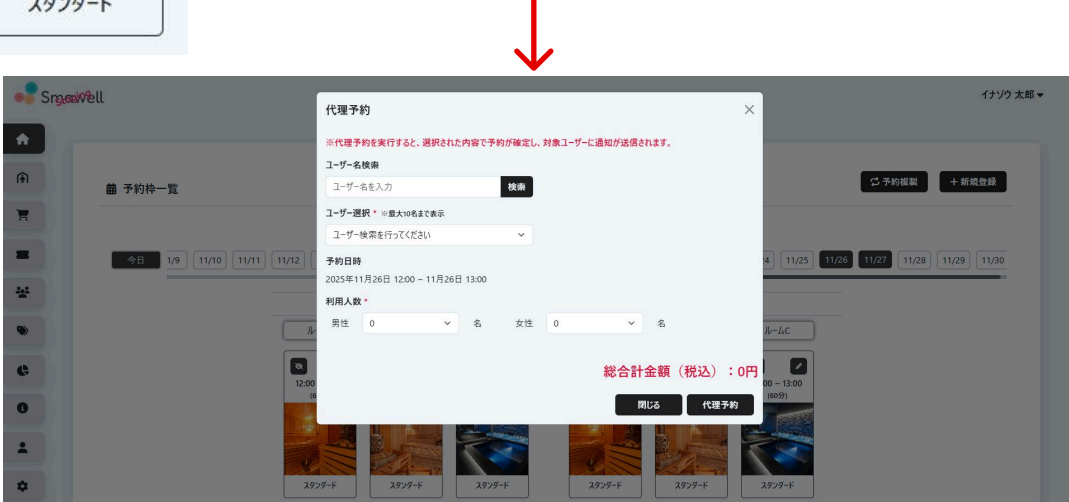 スタンダード
Smawell
イナゾウ 太郎
代理予約
※代理予約を実行すると、選択された内容で予約が確定し、対象ユーザーに通知が送信されます。
ユーザー名検索
ユーザー名を入力
検索
ユーザー選択 * ※最大10名まで表示
ユーザー検索を行ってください
予約日時
2025年11月26日 12:00 ~ 11月26日 13:00
利用人数 *
男性 0 名 女性 0 名
総合計金額（税込）：0円
閉じる 代理予約
予約枠一覧
予約複製 新規登録
今日 1/9 11/10 11/11 11/12 11/25 11/26 11/27 11/28 11/29 11/30
ルームC
12:00
00 ~ 13:00
(60分)
スタンダード スタンダード スタンダード スタンダード スタンダード スタンダード